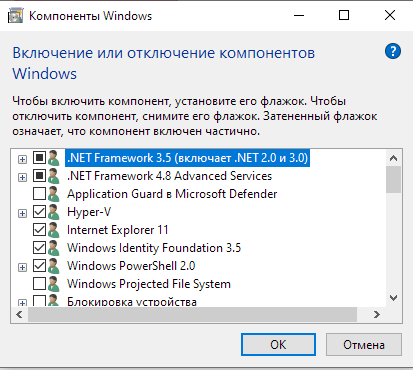 Компоненты Windows
Включение или отключение компонентов
Windows
?
Чтобы включить компонент, установите его флажок. Чтобы
отключить компонент, снимите его флажок. Затененный флажок
означает, что компонент включен частично.
.NET Framework 3.5 (включает .NET 2.0 и 3.0)
.NET Framework 4.8 Advanced Services
Application Guard в Microsoft Defender
Hyper-V
Internet Explorer 11
Windows Identity Foundation 3.5
Windows PowerShell 2.0
Windows Projected File System
Блокировка устройства
ОК
Отмена